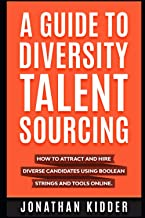 A GUIDE TO
DIVERSITY
TALENT
SOURCING
HOW TO ATTRACT AND HIRE
DIVERSE CANDIDATES USING BOOLEAN
STRINGS AND TOOLS ONLINE.
JONATHAN KIDDER